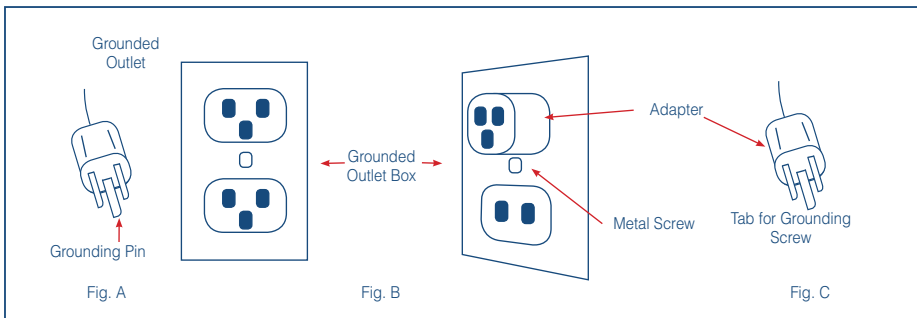 Grounded
Outlet
Adapter
Grounded
Outlet Box
Metal Screw
Tab for Grounding
Screw
Grounding Pin
Fig. A
Fig. B
Fig. C